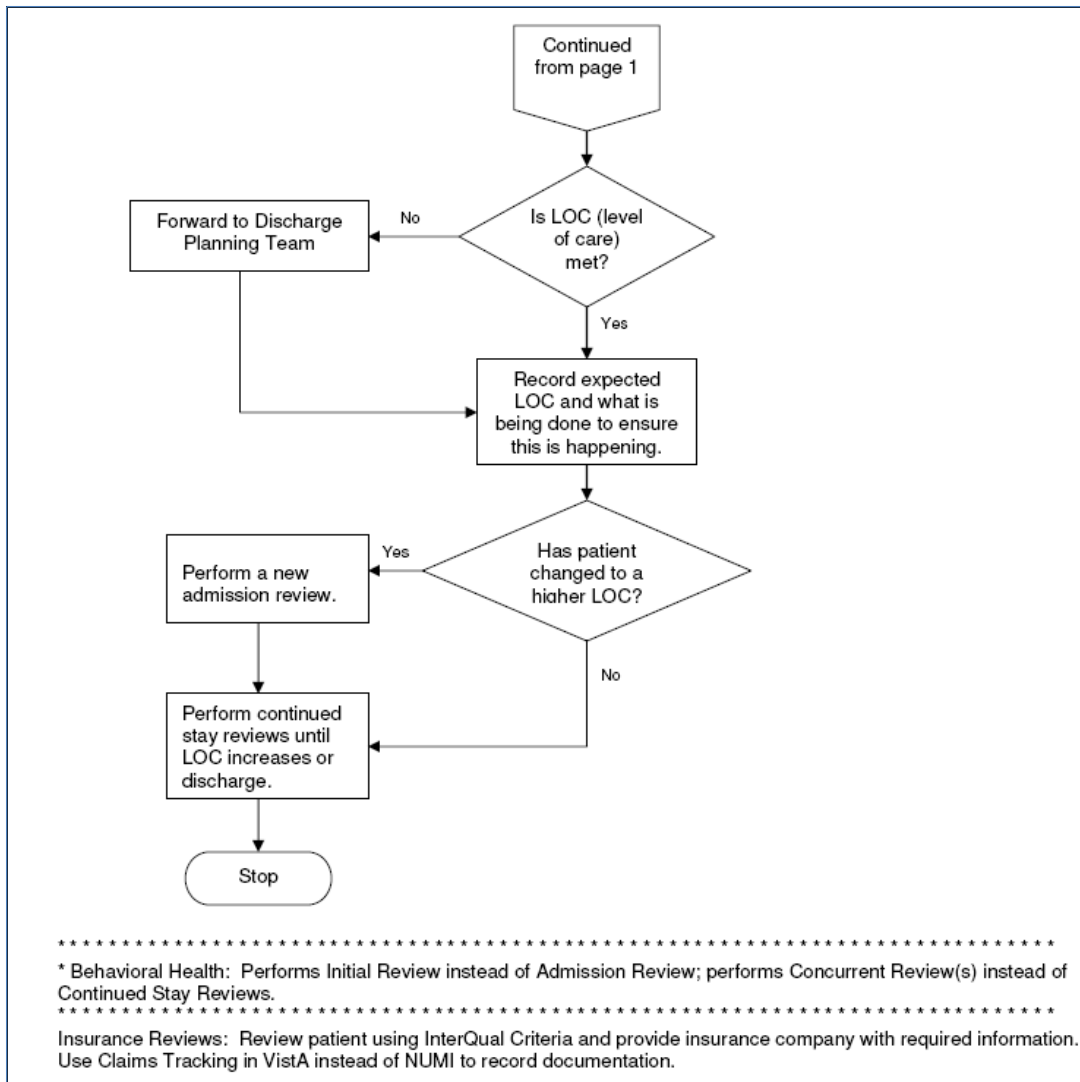 Continued
from page 1
Is LOC (level
of care)
met?
No
Forward to Discharge
Planning Team
Yes
Record expected
LOC and what is
being done to ensure
this is happening.
Has patient
changed to a
higher LOC?
Yes
Perform a new
admission review.
No
Perform continued
stay reviews until
LOC increases or
discharge.
Stop
* * * * * * * * * * * * * * * * * * * * * * * * * * * * * * * * * * * * * * * * * * * * * * * * * * * * * * * * * * * * * * * * * * * * * * * * * * * * *
* Behavioral Health:  Performs Initial Review instead of Admission Review; performs Concurrent Review(s) instead of
Continued Stay Reviews.
* * * * * * * * * * * * * * * * * * * * * * * * * * * * * * * * * * * * * * * * * * * * * * * * * * * * * * * * * * * * * * * * * * * * * * * * * * * * *
Insurance Reviews:  Review patient using InterQual Criteria and provide insurance company with required information.
Use Claims Tracking in VistA instead of NUMI to record documentation.